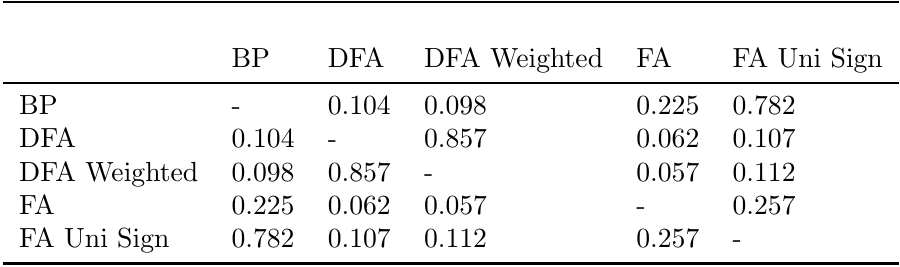 BP DFA DFA Weighted FA FA Uni Sign
BP - 0.104 0.098 0.225 0.782
DFA 0.104 - 0.857 0.062 0.107
DFA Weighted 0.098 0.857 - 0.057 0.112
FA 0.225 0.062 0.057 - 0.257
FA Uni Sign 0.782 0.107 0.112 0.257 -